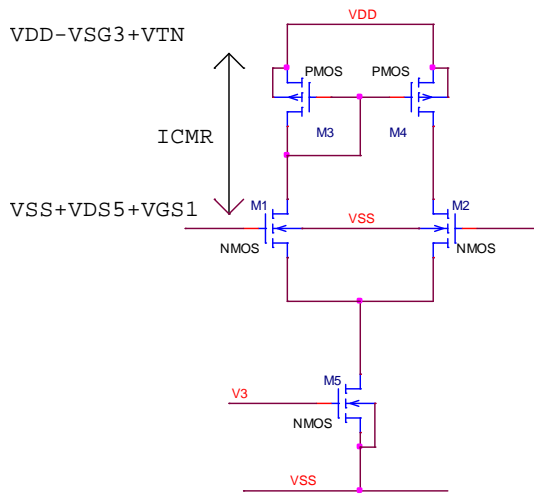 VDD
VDD-VSG3+VTN
PMOS
PMOS
ICMR
M3
M4
VSS+VDS5+VGS1
M1
VSS
M2
NMOS
NMOS
M5
V3
NMOS
VSS